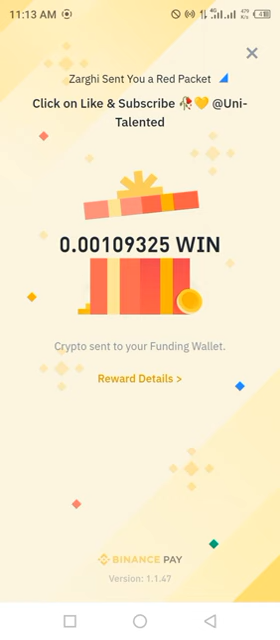 11:13 AM
Zarghi Sent You a Red Packet
Click on Like & Subscribe 🥀💛 @Uni-
Talented
0.00109325 WIN
Crypto sent to your Funding Wallet.
Reward Details >
BINANCE PAY
Version: 1.1.47